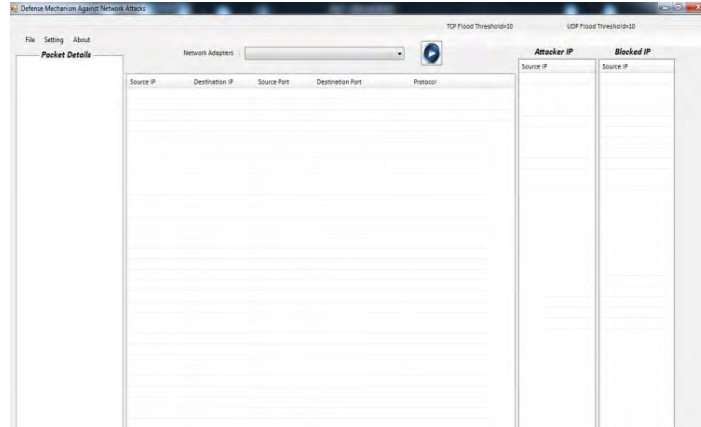 Defense Mechanism Against Network Attacks
TCP Flood Threshold=10 UDP Flood Threshold=10
File Setting About
Packet Details
Network Adapters
Attacker IP
Blocked IP
Source IP Destination IP Source Port Destination Port Protocol
Source IP
Source IP